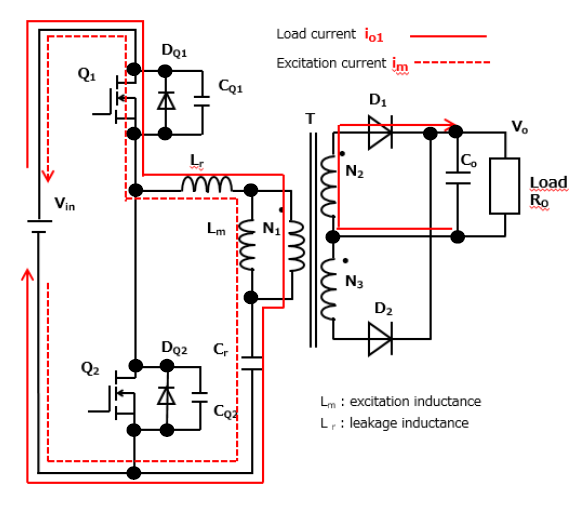 Load current io1
Excitation current im
DQ1
Q1
CQ1
D1
T
Vo
Lr
N2
Co
Load
Ro
Vin
Lm
N1
N3
D2
DQ2
Cr
Q2
CQ2
Lm : excitation inductance
L r : leakage inductance